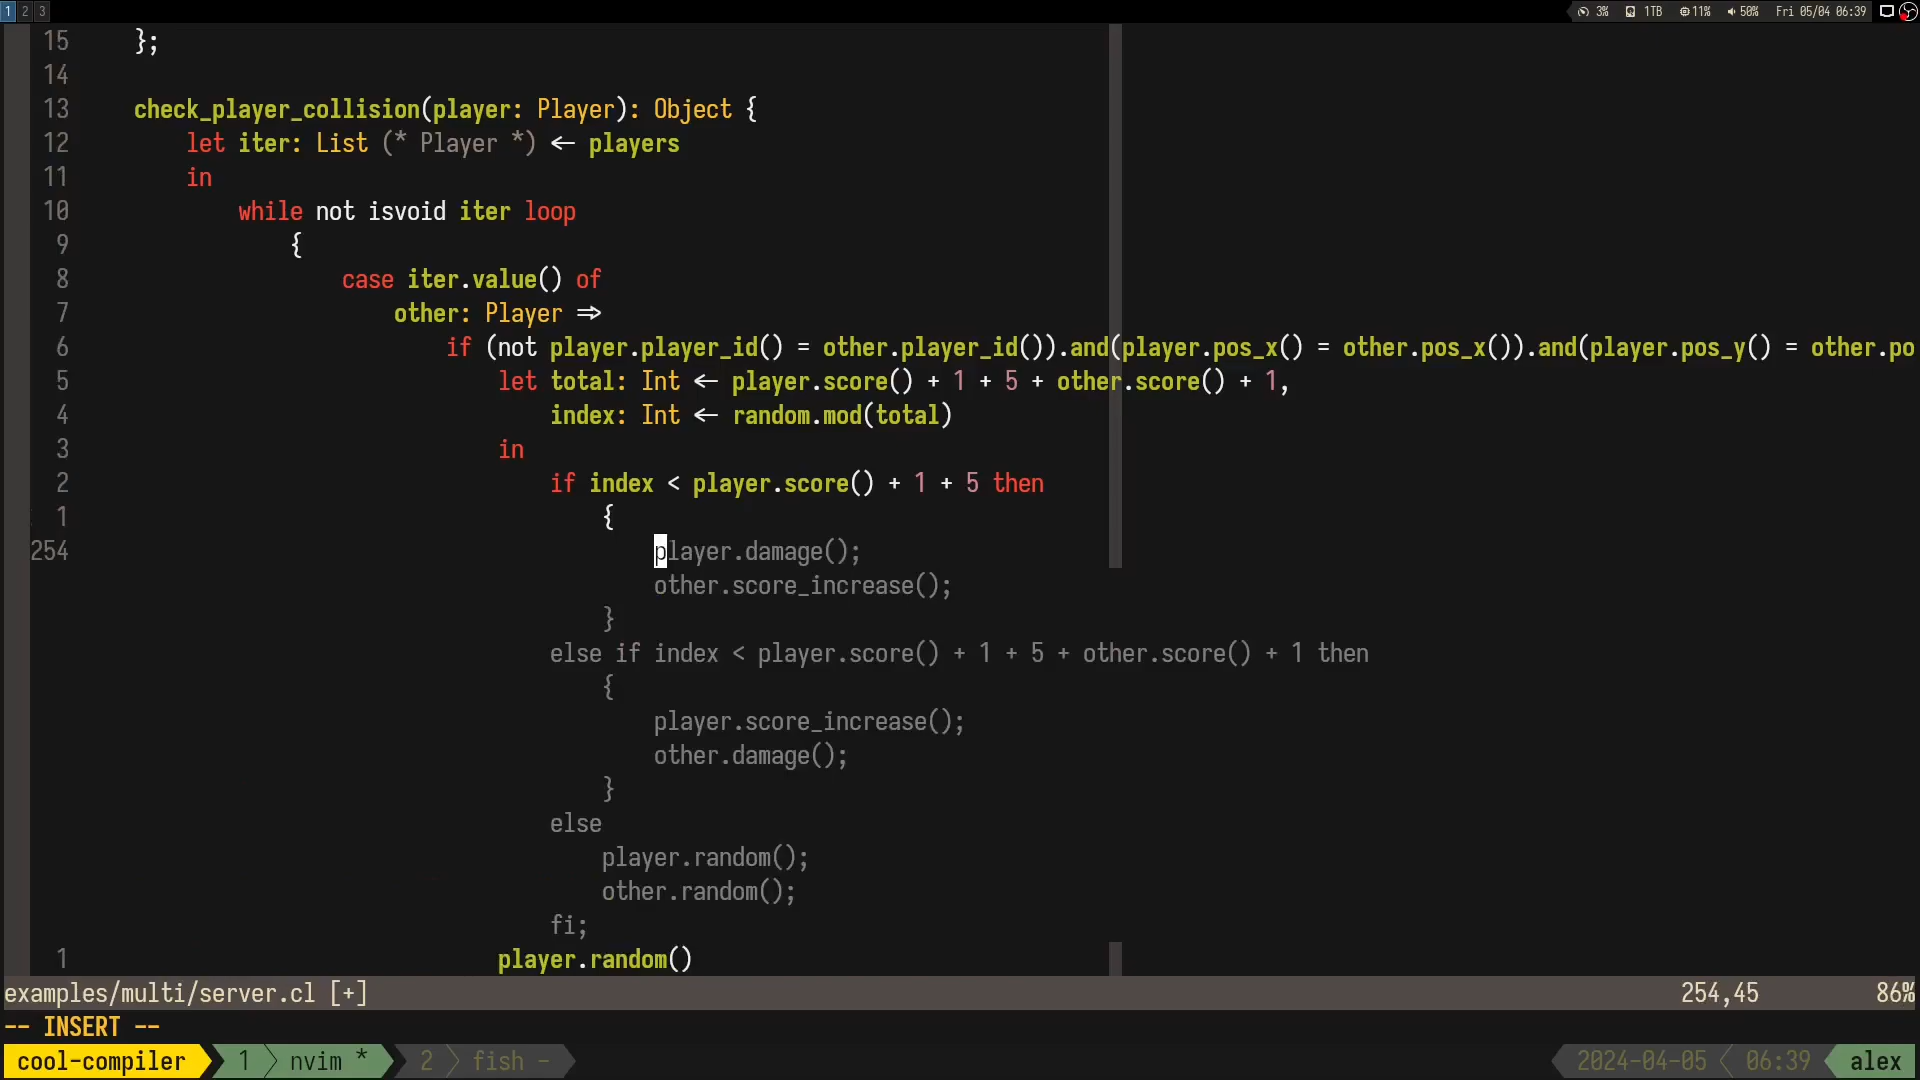 1 2 3 3% 1TB 11% 50% Fri 05/04 06:39
15 };
14
13 check_player_collision(player: Player): Object {
12 let iter: List (* Player *) <- players
11 in
10 while not isvoid iter loop
9 {
8 case iter.value() of
7 other: Player =>
6 if (not player.player_id() = other.player_id()).and(player.pos_x() = other.pos_x()).and(player.pos_y() = other.po
5 let total: Int <- player.score() + 1 + 5 + other.score() + 1,
4 index: Int <- random.mod(total)
3 in
2 if index < player.score() + 1 + 5 then
1 {
254 player.damage();
other.score_increase();
}
else if index < player.score() + 1 + 5 + other.score() + 1 then
{
player.score_increase();
other.damage();
}
else
player.random();
other.random();
fi;
1 player.random()
examples/multi/server.cl [+] 254,45 86%
-- INSERT --
cool-compiler 1 nvim * 2 fish - 2024-04-05 06:39 alex